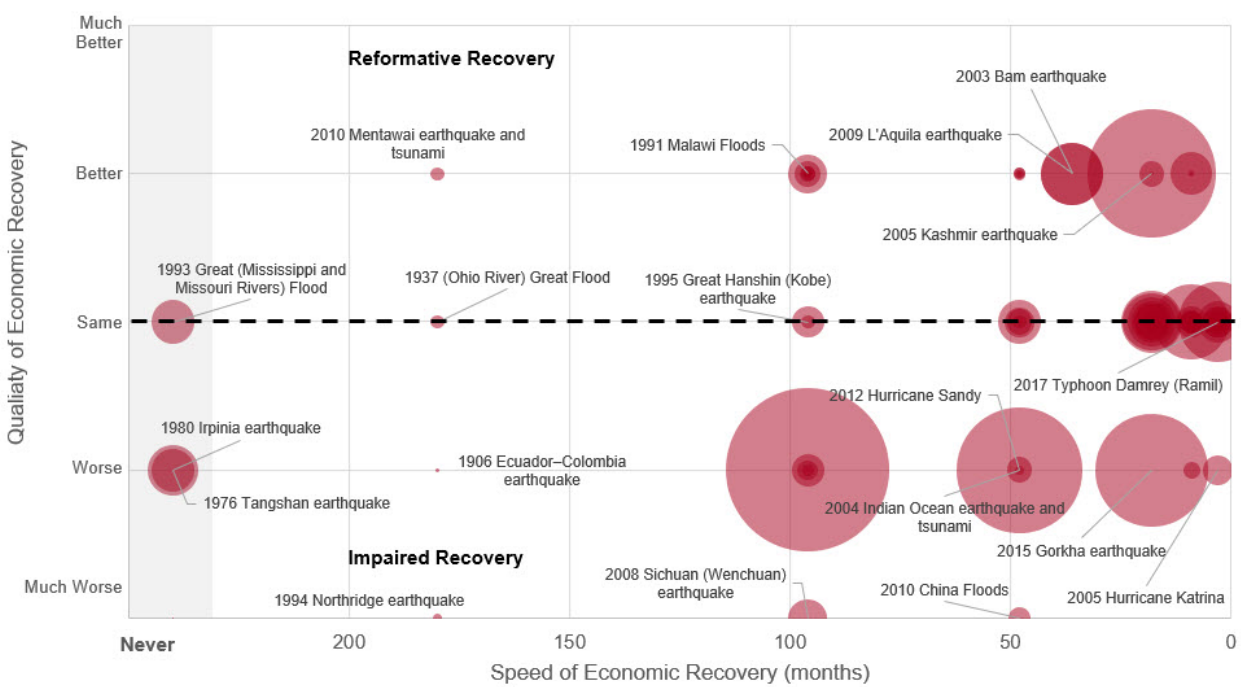 Much
Better
Reformative Recovery
2003 Bam earthquake
2010 Mentawai earthquake and
tsunami
1991 Malawi Floods
2009 L'Aquila earthquake
Better
2005 Kashmir earthquake
1993 Great (Mississippi and
Missouri Rivers) Flood
1937 (Ohio River) Great Flood
1995 Great Hanshin (Kobe)
earthquake
Same
2017 Typhoon Damrey (Ramil)
2012 Hurricane Sandy
1980 Irpinia earthquake
Worse
1906 Ecuador–Colombia
earthquake
1976 Tangshan earthquake
2004 Indian Ocean earthquake and
tsunami
2015 Gorkha earthquake
Impaired Recovery
2008 Sichuan (Wenchuan)
earthquake
2010 China Floods
2005 Hurricane Katrina
Much Worse
1994 Northridge earthquake
Never
200
150
100
50
0
Speed of Economic Recovery (months)
Qualiaty of Economic Recovery